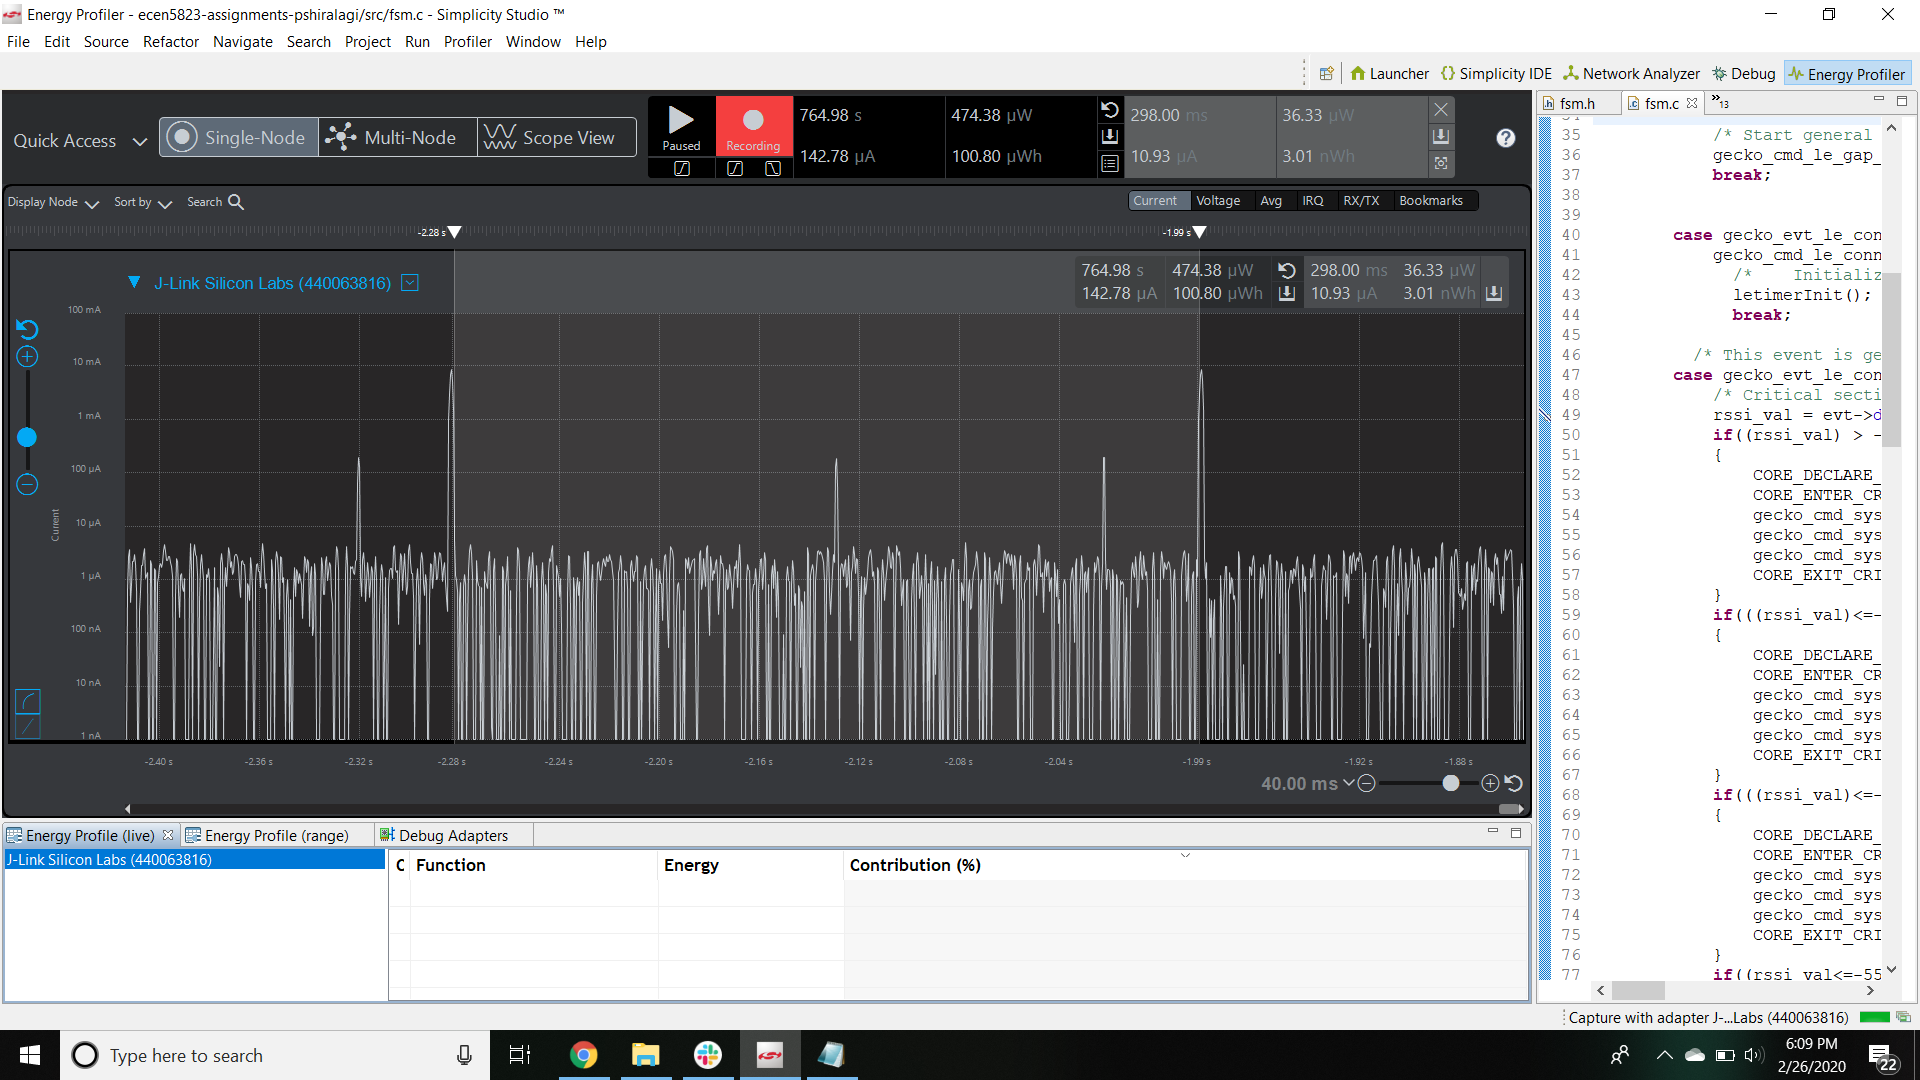 Energy Profiler - ecen5823-assignments-pshiralagi/src/fsm.c - Simplicity Studio ™
File Edit Source Refactor Navigate Search Project Run Profiler Window Help
Launcher Simplicity IDE Network Analyzer Debug Energy Profiler
Quick Access Single-Node Multi-Node Scope View
Paused Recording
764.98 s 474.38 µW 298.00 ms 36.33 µW
142.78 µA 100.80 µWh 10.93 µA 3.01 nWh
Display Node Sort by Search
Current Voltage Avg IRQ RX/TX Bookmarks
-2.28 s -1.99 s
J-Link Silicon Labs (440063816)
764.98 s 474.38 µW 298.00 ms 36.33 µW
142.78 µA 100.80 µWh 10.93 µA 3.01 nWh
100 mA
10 mA
1 mA
100 µA
10 µA
1 µA
100 nA
10 nA
1 nA
Current
-2.40 s -2.36 s -2.32 s -2.28 s -2.24 s -2.20 s -2.16 s -2.12 s -2.08 s -2.04 s -1.99 s -1.92 s -1.88 s
40.00 ms
Energy Profile (live) Energy Profile (range) Debug Adapters
J-Link Silicon Labs (440063816)
C Function Energy Contribution (%)
fsm.h fsm.c »13
35 /* Start general
36 gecko_cmd_le_gap_
37 break;
38
39
40 case gecko_evt_le_con
41 gecko_cmd_le_conn
42 /* Initializ
43 letimerInit();
44 break;
45
46 /* This event is ge
47 case gecko_evt_le_con
48 /* Critical secti
49 rssi_val = evt->d
50 if((rssi_val) > -
51 {
52 CORE_DECLARE_
53 CORE_ENTER_CR
54 gecko_cmd_sys
55 gecko_cmd_sys
56 gecko_cmd_sys
57 CORE_EXIT_CRI
58 }
59 if(((rssi_val)<=-
60 {
61 CORE_DECLARE_
62 CORE_ENTER_CR
63 gecko_cmd_sys
64 gecko_cmd_sys
65 gecko_cmd_sys
66 CORE_EXIT_CRI
67 }
68 if(((rssi_val)<=-
69 {
70 CORE_DECLARE_
71 CORE_ENTER_CR
72 gecko_cmd_sys
73 gecko_cmd_sys
74 gecko_cmd_sys
75 CORE_EXIT_CRI
76 }
77 if((rssi_val<=-55
Capture with adapter J-...Labs (440063816)
Type here to search
6:09 PM
2/26/2020
22